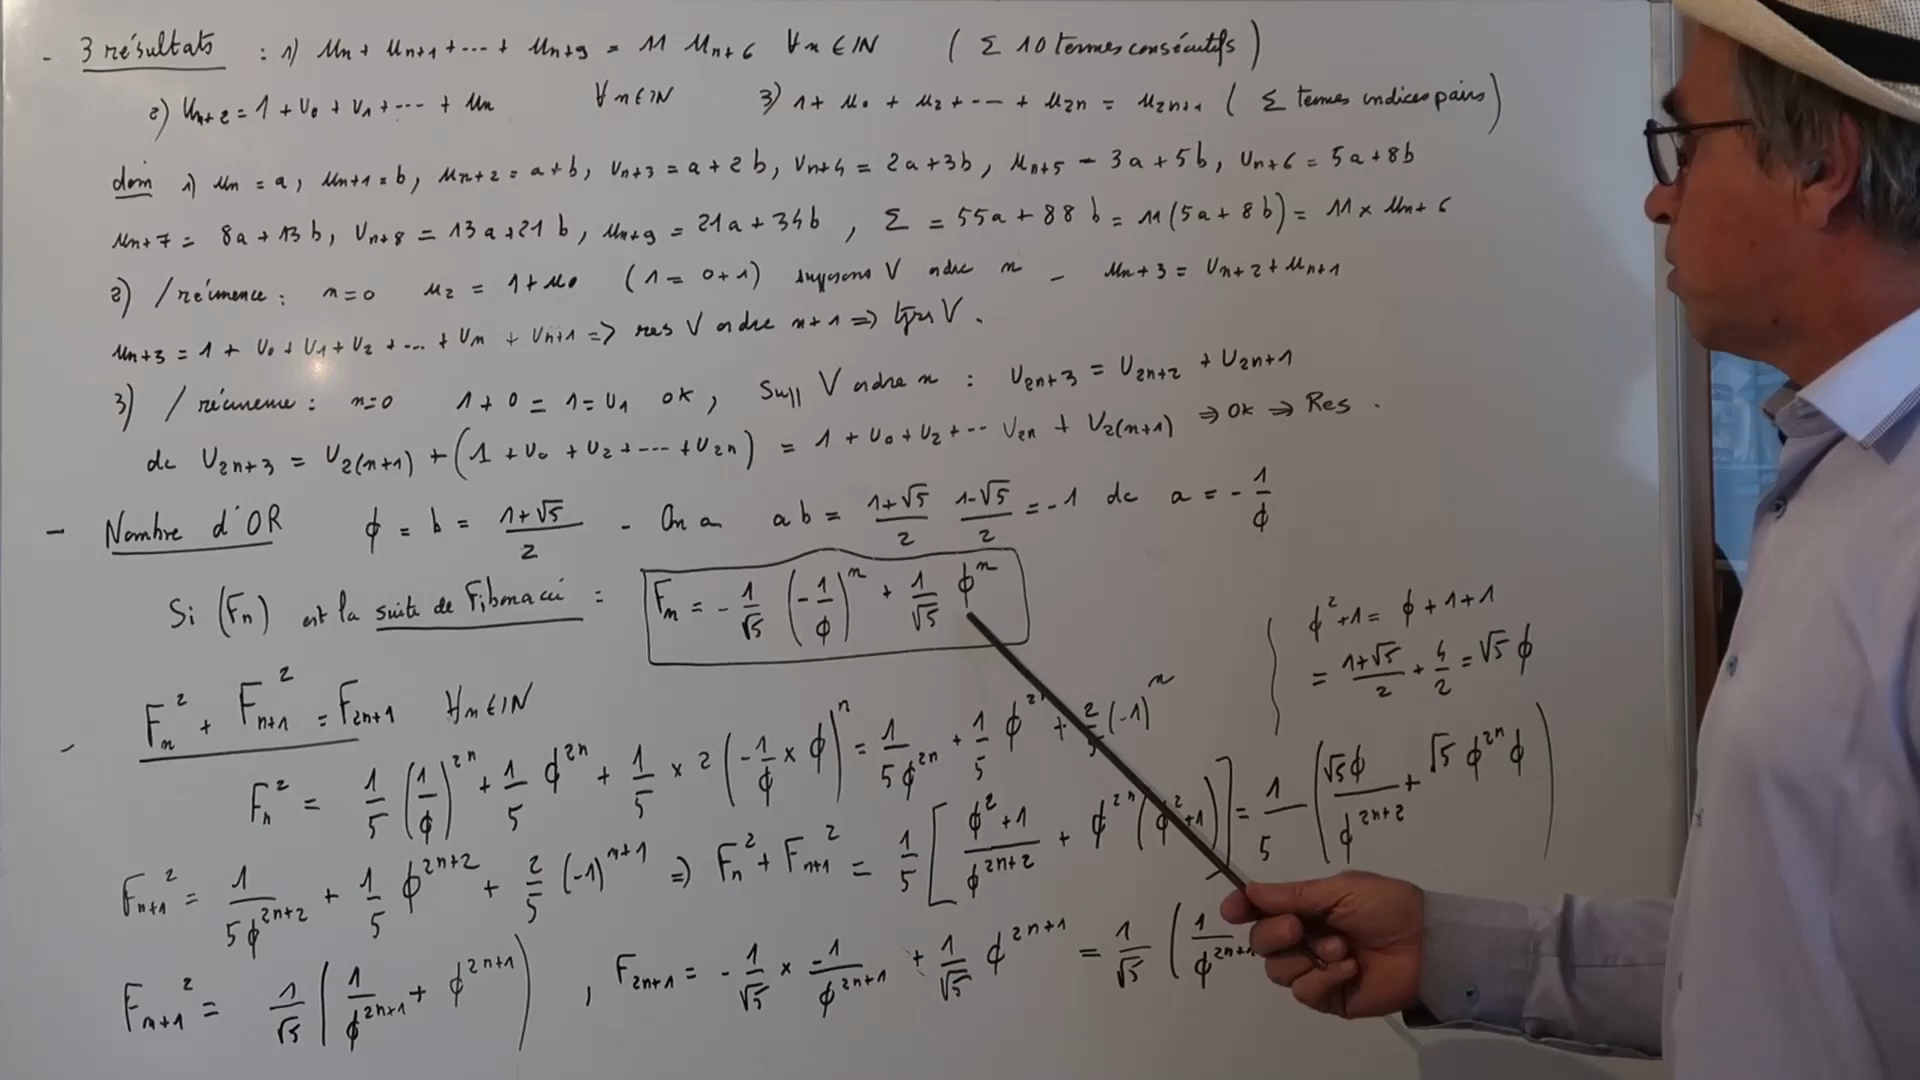 - 3 résultats : 1) un + un+1 + --- + un+9 = 11 un+6 ∀n ∈ IN ( Σ 10 termes consécutifs )
2) un+2 = 1 + u0 + u1 + --- + un ∀n ∈ IN 3) 1 + u0 + u2 + --- + u2n = u2n+1 ( Σ termes indices pairs )
dém 1) un = a, un+1 = b, un+2 = a+b, un+3 = a+2b, un+4 = 2a+3b, un+5 = 3a+5b, un+6 = 5a+8b
un+7 = 8a+13b, un+8 = 13a+21b, un+9 = 21a+34b, Σ = 55a+88b = 11(5a+8b) = 11 × un+6
2) /récurrence : n=0 u2 = 1+u0 (1 = 0+1) supposons V ordre n - un+3 = un+2 + un+1
un+3 = 1 + u0 + u1 + u2 + ... + un + un+1 => res V ordre n+1 => tjrs V.
3) /récurrence : n=0 1+0 = 1 = u1 ok, Supp V ordre n : u2n+3 = u2n+2 + u2n+1
dc u2n+3 = u2(n+1) + (1 + u0 + u2 + --- + u2n) = 1 + u0 + u2 + --- u2n + u2(n+1) => ok => Res.
- Nombre d'OR ϕ = b = (1+√5)/2 - On a ab = (1+√5)/2 (1-√5)/2 = -1 dc a = -1/ϕ
Si (Fn) est la suite de Fibonacci : Fn = -1/√5 (-1/ϕ)^n + 1/√5 ϕ^n
ϕ²+1 = ϕ+1+1
= (1+√5)/2 + 4/2 = √5 ϕ
- Fn² + Fn+1² = F2n+1 ∀n ∈ IN
Fn² = 1/5 (1/ϕ)^2n + 1/5 ϕ^2n + 1/5 × 2 (-1/ϕ × ϕ)^n = 1/(5ϕ^2n) + 1/5 ϕ^2n + 2/5 (-1)^n
Fn+1² = 1/(5ϕ^2n+2) + 1/5 ϕ^2n+2 + 2/5 (-1)^n+1 => Fn² + Fn+1² = 1/5 [ (ϕ²+1)/ϕ^2n+2 + ϕ^2n (ϕ²+1) ] = 1/5 ( √5ϕ/ϕ^2n+2 + √5 ϕ^2n ϕ )
Fn+1² = 1/√5 ( 1/ϕ^2n+1 + ϕ^2n+1 ) , F2n+1 = -1/√5 × -1/ϕ^2n+1 + 1/√5 ϕ^2n+1 = 1/√5 ( 1/ϕ^2n+1